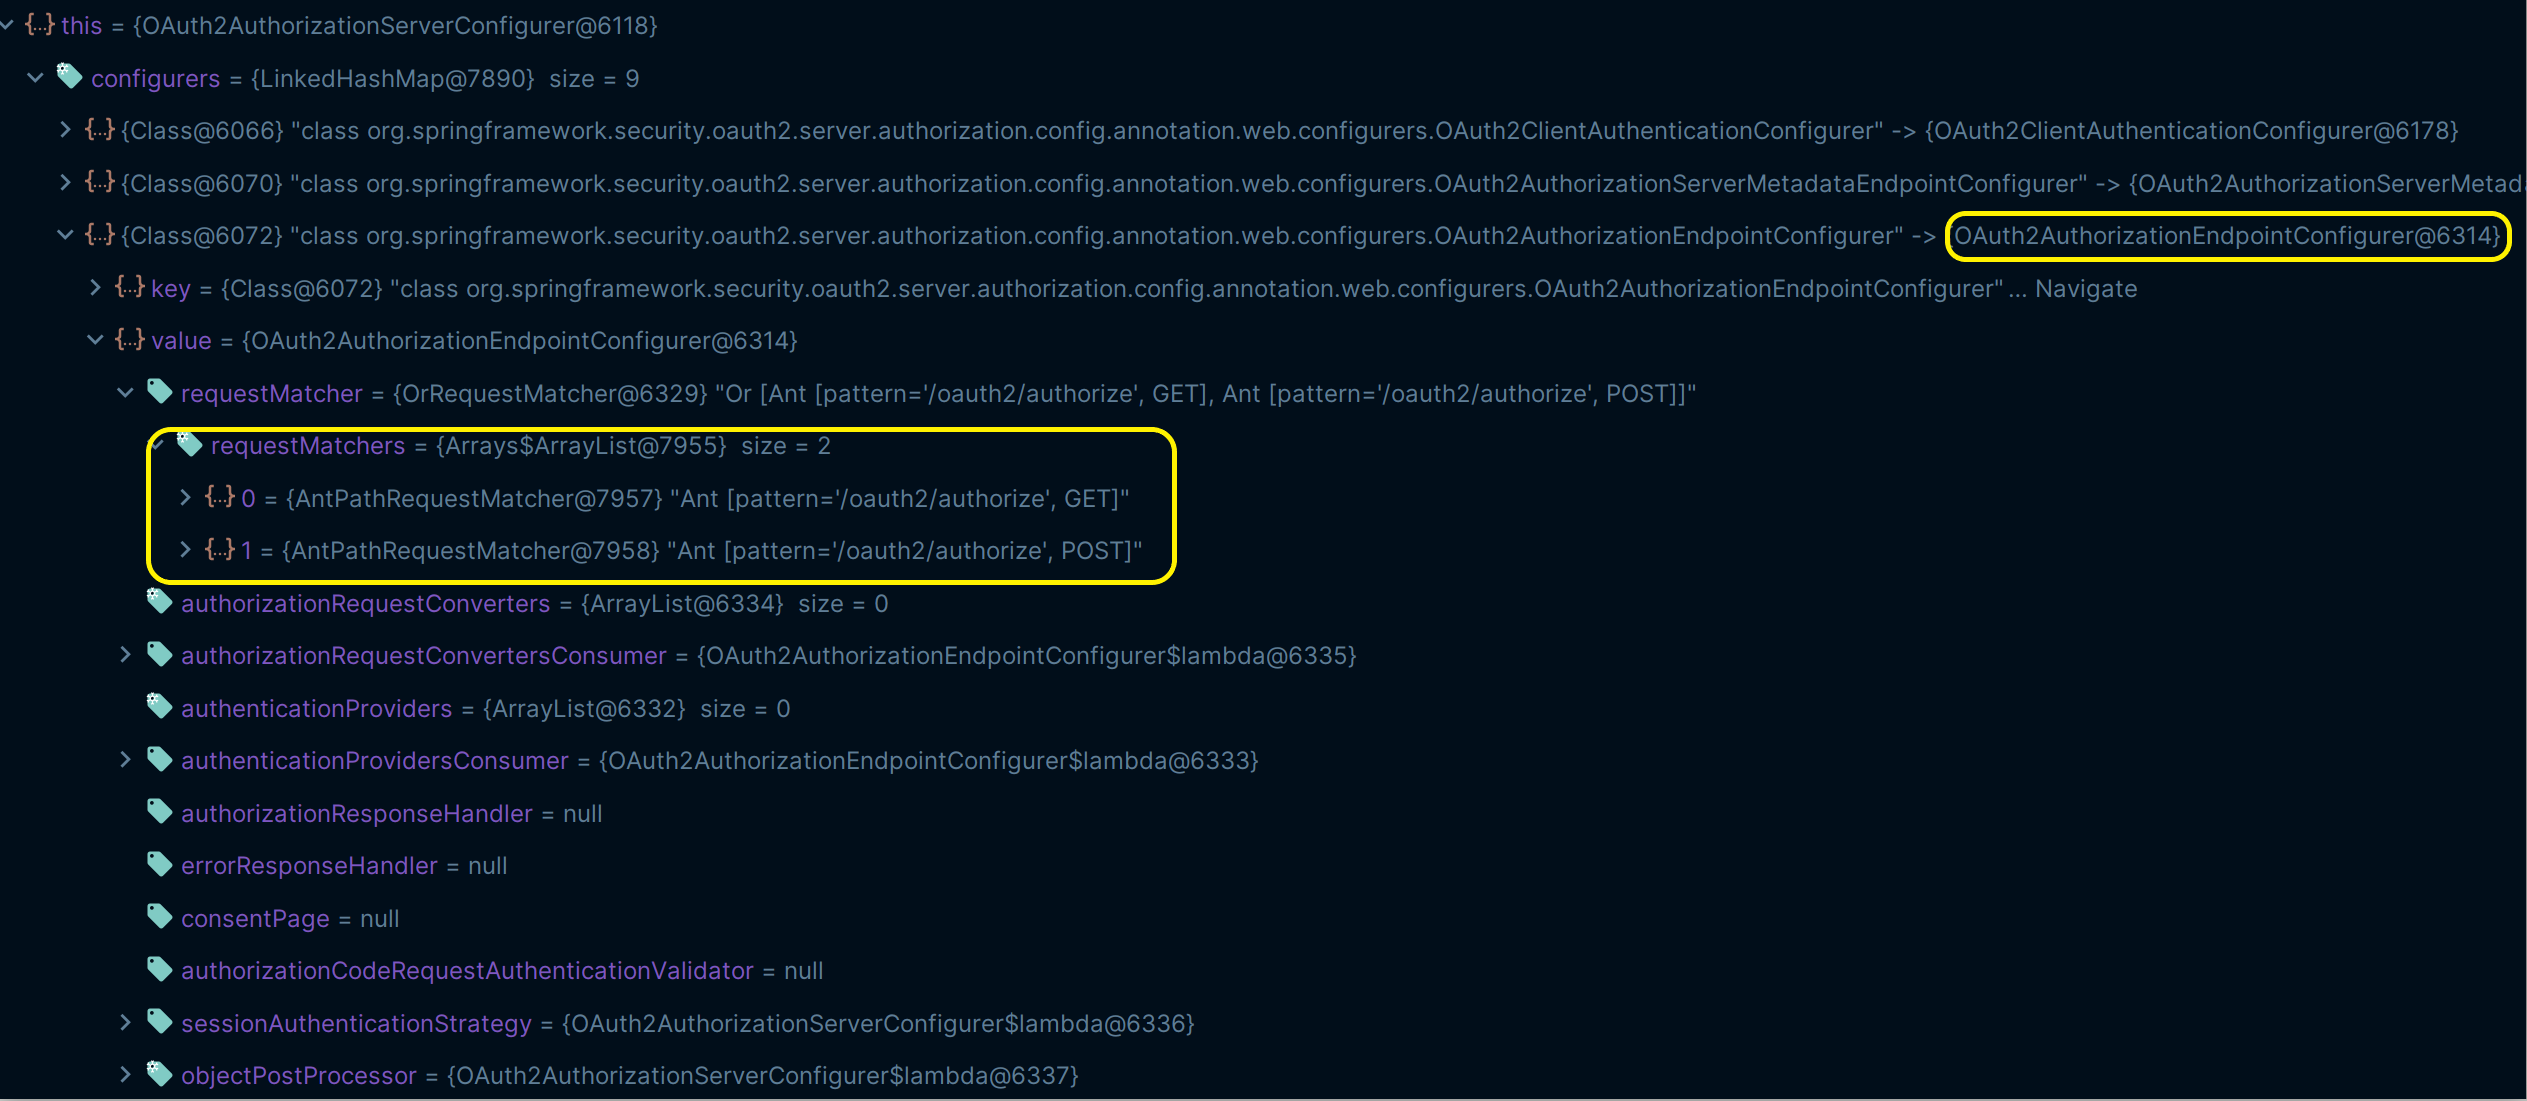 this = {OAuth2AuthorizationServerConfigurer@6118}
configurers = {LinkedHashMap@7890} size = 9
{Class@6066} "class org.springframework.security.oauth2.server.authorization.config.annotation.web.configurers.OAuth2ClientAuthenticationConfigurer" -> {OAuth2ClientAuthenticationConfigurer@6178}
{Class@6070} "class org.springframework.security.oauth2.server.authorization.config.annotation.web.configurers.OAuth2AuthorizationServerMetadataEndpointConfigurer" -> {OAuth2AuthorizationServerMetad
{Class@6072} "class org.springframework.security.oauth2.server.authorization.config.annotation.web.configurers.OAuth2AuthorizationEndpointConfigurer" -> {OAuth2AuthorizationEndpointConfigurer@6314}
key = {Class@6072} "class org.springframework.security.oauth2.server.authorization.config.annotation.web.configurers.OAuth2AuthorizationEndpointConfigurer" ... Navigate
value = {OAuth2AuthorizationEndpointConfigurer@6314}
requestMatcher = {OrRequestMatcher@6329} "Or [Ant [pattern='/oauth2/authorize', GET], Ant [pattern='/oauth2/authorize', POST]]"
requestMatchers = {Arrays$ArrayList@7955} size = 2
0 = {AntPathRequestMatcher@7957} "Ant [pattern='/oauth2/authorize', GET]"
1 = {AntPathRequestMatcher@7958} "Ant [pattern='/oauth2/authorize', POST]"
authorizationRequestConverters = {ArrayList@6334} size = 0
authorizationRequestConvertersConsumer = {OAuth2AuthorizationEndpointConfigurer$lambda@6335}
authenticationProviders = {ArrayList@6332} size = 0
authenticationProvidersConsumer = {OAuth2AuthorizationEndpointConfigurer$lambda@6333}
authorizationResponseHandler = null
errorResponseHandler = null
consentPage = null
authorizationCodeRequestAuthenticationValidator = null
sessionAuthenticationStrategy = {OAuth2AuthorizationServerConfigurer$lambda@6336}
objectPostProcessor = {OAuth2AuthorizationServerConfigurer$lambda@6337}